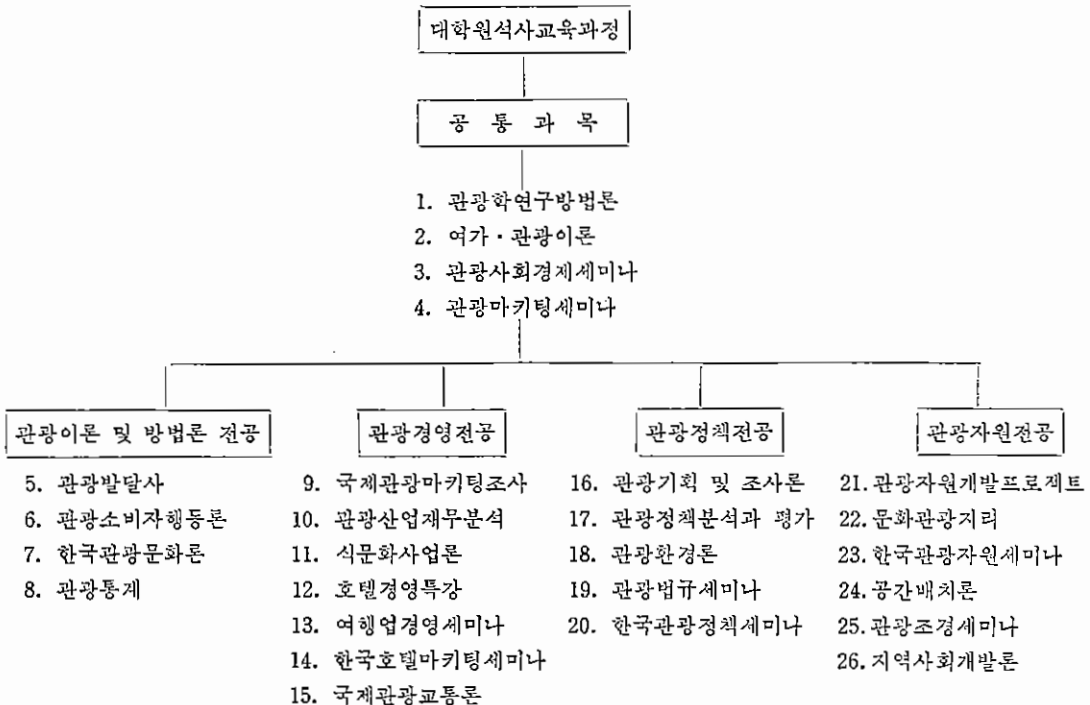 대학원석사교육과정
공 통 과 목
1. 관광학연구방법론
2. 여가・관광이론
3. 관광사회경제세미나
4. 관광마키팅세미나
관광이론 및 방법론 전공
5. 관광발달사
6. 관광소비자행동론
7. 한국관광문화론
8. 관광통계
관광경영전공
9. 국제관광마키팅조사
10. 관광산업재무분석
11. 식문화사업론
12. 호텔경영특강
13. 여행업경영세미나
14. 한국호텔마키팅세미나
15. 국제관광교통론
관광정책전공
16. 관광기획 및 조사론
17. 관광정책분석과 평가
18. 관광환경론
19. 관광법규세미나
20. 한국관광정책세미나
관광자원전공
21.관광자원개발프로젝트
22.문화관광지리
23.한국관광자원세미나
24.공간배치론
25.관광조경세미나
26.지역사회개발론